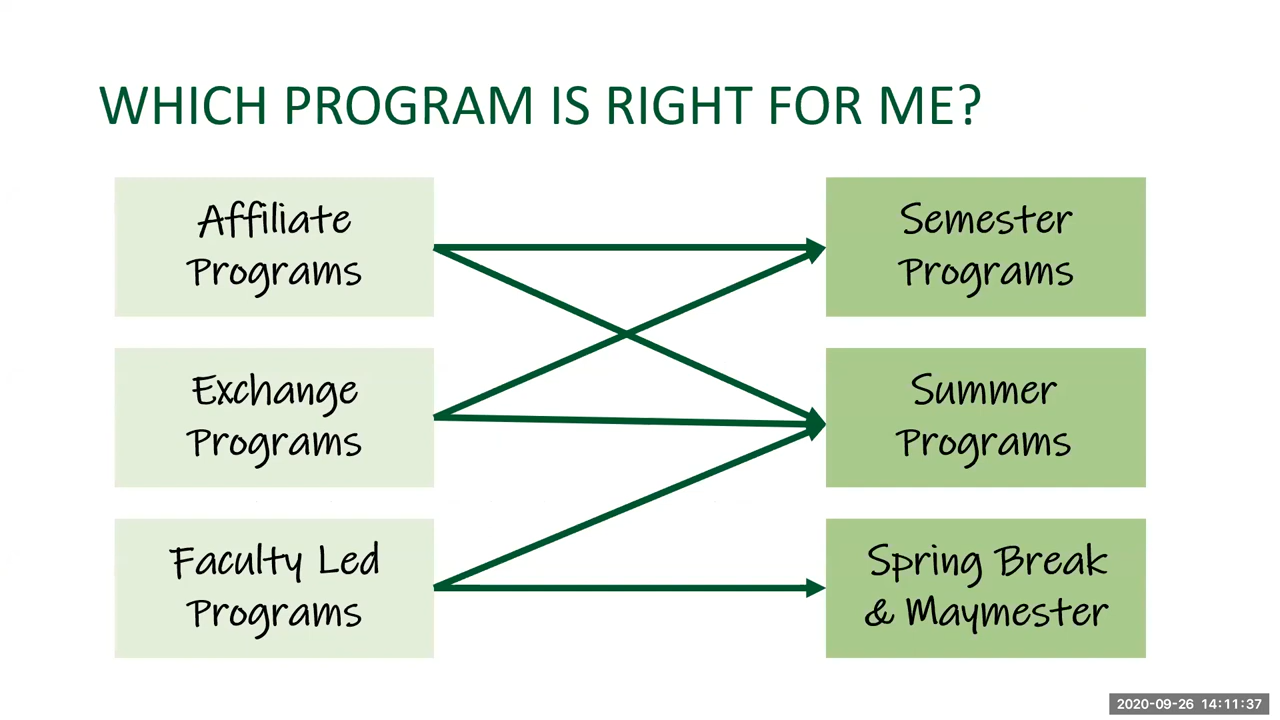 WHICH PROGRAM IS RIGHT FOR ME?
Affiliate
Programs
Semester
Programs
Exchange
Programs
Summer
Programs
Faculty Led
Programs
Spring Break
& Maymester
2020-09-26 14:11:37